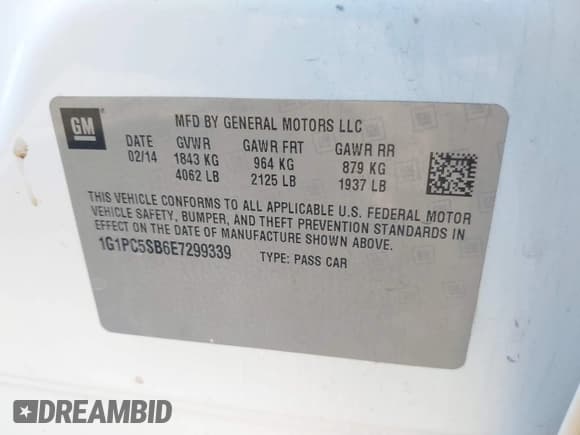 GM
MFD BY GENERAL MOTORS LLC
DATE GVWR GAWR FRT GAWR RR
02/14 1843 KG 964 KG 879 KG
4062 LB 2125 LB 1937 LB
THIS VEHICLE CONFORMS TO ALL APPLICABLE U.S. FEDERAL MOTOR
VEHICLE SAFETY, BUMPER, AND THEFT PREVENTION STANDARDS IN
EFFECT ON THE DATE OF MANUFACTURE SHOWN ABOVE.
1G1PC5SB6E7299339 TYPE: PASS CAR
DREAMBID